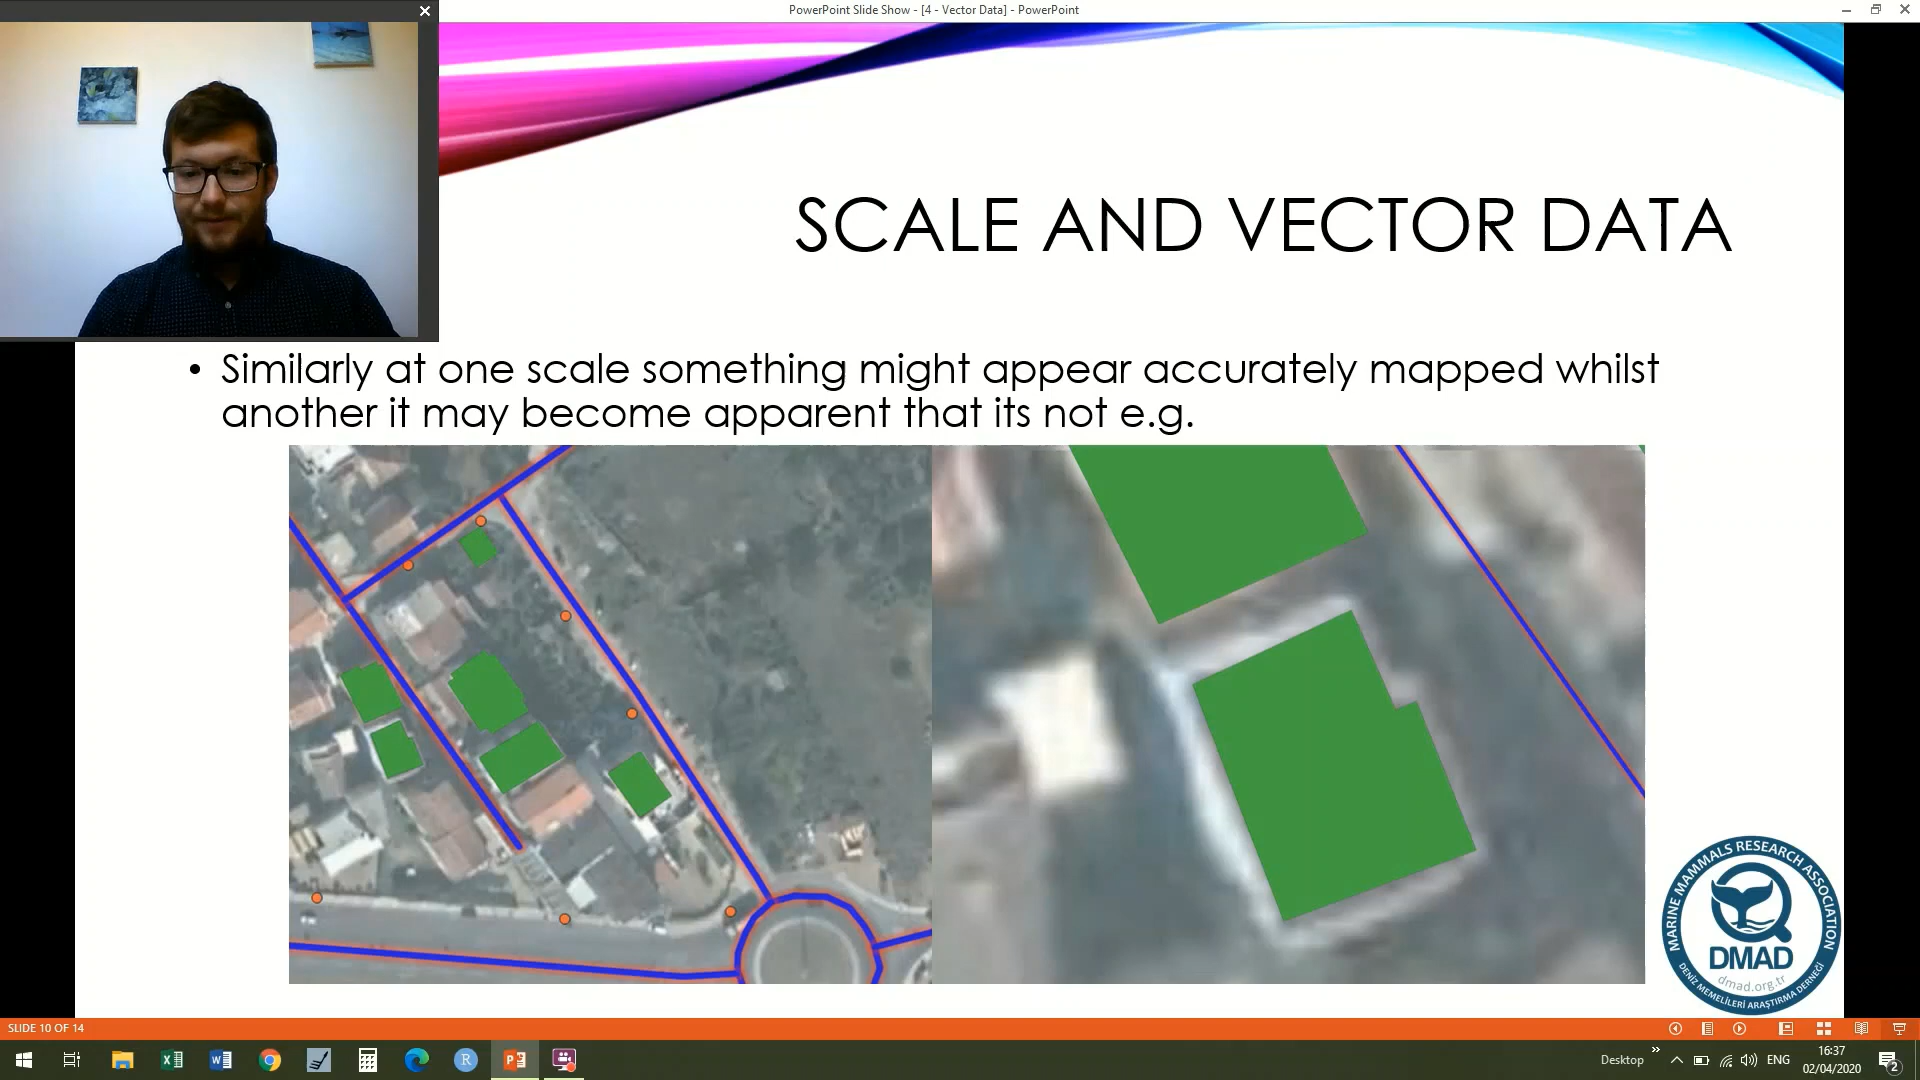 PowerPoint Slide Show - [4 - Vector Data] - PowerPoint
SCALE AND VECTOR DATA
• Similarly at one scale something might appear accurately mapped whilst
another it may become apparent that its not e.g.
MARINE MAMMALS RESEARCH ASSOCIATION
DMAD
dmad.org.tr
DENİZ MEMELİLERİ ARAŞTIRMA DERNEĞİ
SLIDE 10 OF 14
Desktop
ENG
16:37
02/04/2020
2